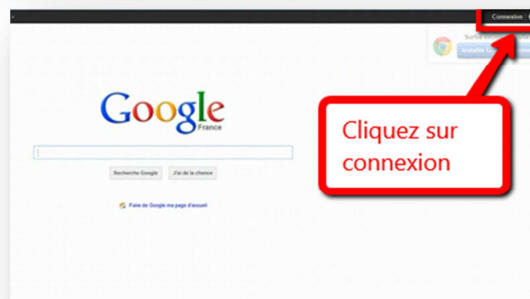 Connexion
Google
France
Cliquez sur
connexion
Recherche Google
J'ai de la chance
Faire de Google ma page d'accueil